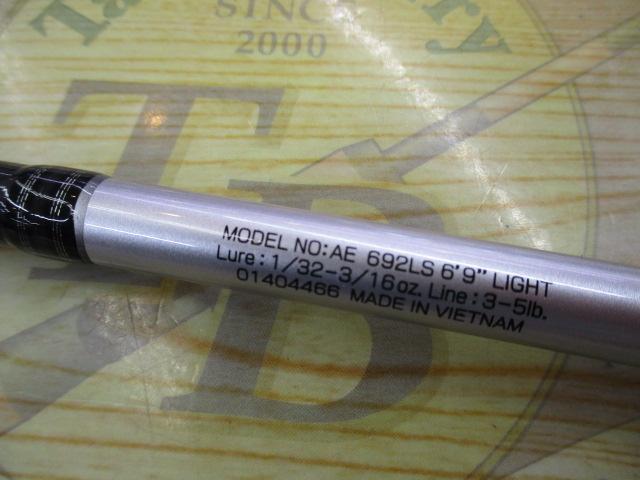 SINCE
2000
TB
MODEL NO:AE 692LS 6'9" LIGHT
Lure:1/32-3/16oz. Line:3-5lb.
01404466 MADE IN VIETNAM